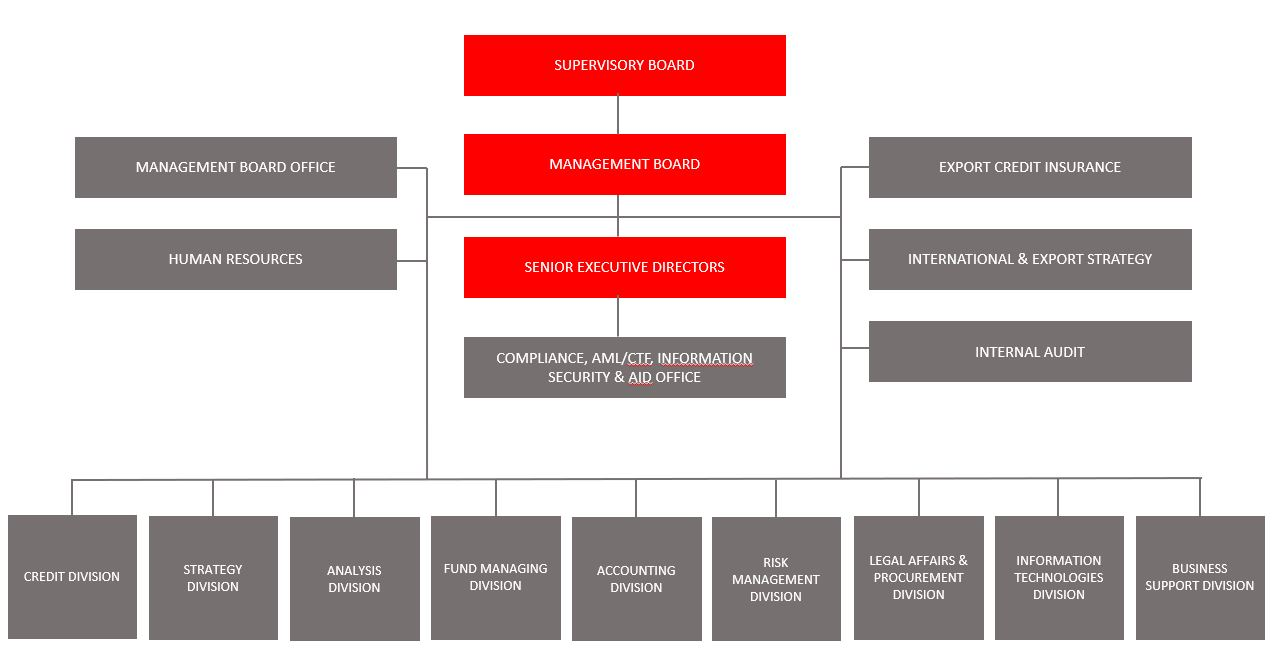 SUPERVISORY BOARD
MANAGEMENT BOARD OFFICE
MANAGEMENT BOARD
EXPORT CREDIT INSURANCE
HUMAN RESOURCES
SENIOR EXECUTIVE DIRECTORS
INTERNATIONAL & EXPORT STRATEGY
COMPLIANCE, AML/CTF, INFORMATION
SECURITY & AID OFFICE
INTERNAL AUDIT
CREDIT DIVISION
STRATEGY
DIVISION
ANALYSIS
DIVISION
FUND MANAGING
DIVISION
ACCOUNTING
DIVISION
RISK
MANAGEMENT
DIVISION
LEGAL AFFAIRS &
PROCUREMENT
DIVISION
INFORMATION
TECHNOLOGIES
DIVISION
BUSINESS
SUPPORT DIVISION